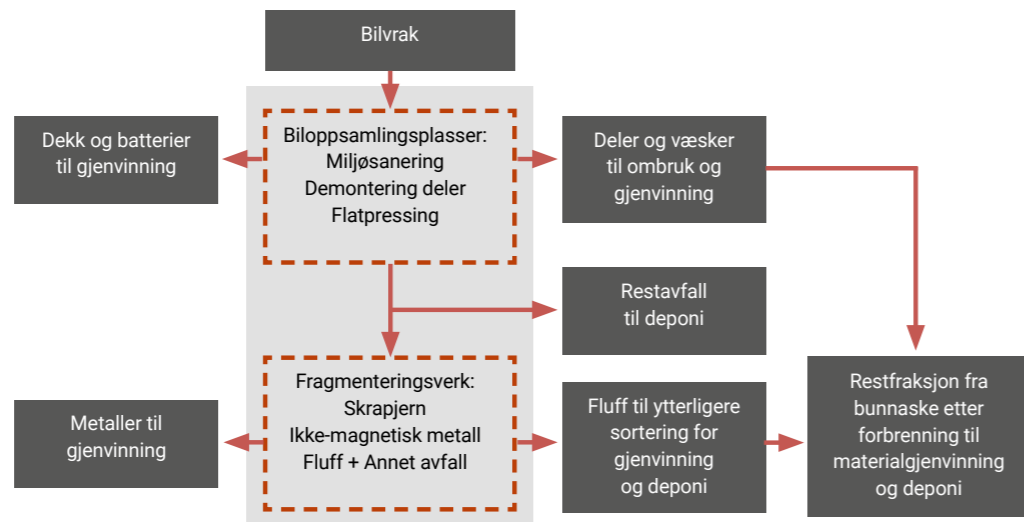 Bilvrak
Dekk og batterier
til gjenvinning
Biloppsamlingsplasser:
Miljøsanering
Demontering deler
Flatpressing
Deler og væsker
til ombruk og
gjenvinning
Restavfall
til deponi
Metaller til
gjenvinning
Fragmenteringsverk:
Skrapjern
Ikke-magnetisk metall
Fluff + Annet avfall
Fluff til ytterligere
sortering for
gjenvinning
og deponi
Restfraksjon fra
bunnaske etter
forbrenning til
materialgjenvinning
og deponi